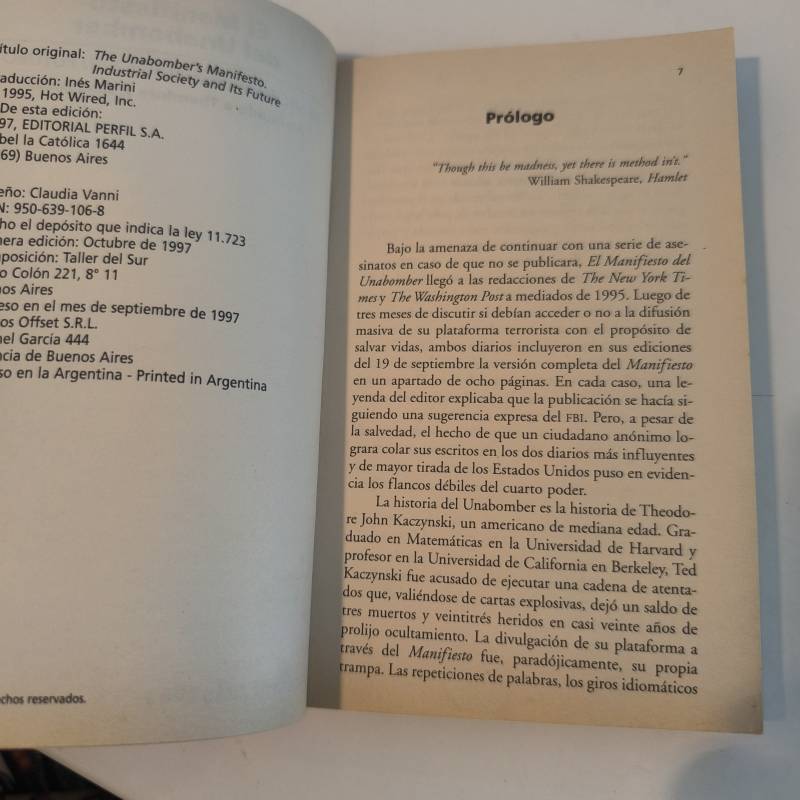 ítulo original: The Unabomber's Manifesto.
Industrial Society and Its Future
aducción: Inés Marini
1995, Hot Wired, Inc.
De esta edición:
97, EDITORIAL PERFIL S.A.
bel la Católica 1644
69) Buenos Aires
eño: Claudia Vanni
N: 950-639-106-8
ho el depósito que indica la ley 11.723
nera edición: Octubre de 1997
mposición: Taller del Sur
o Colón 221, 8° 11
nos Aires
eso en el mes de septiembre de 1997
os Offset S.R.L.
nel García 444
ncia de Buenos Aires
so en la Argentina - Printed in Argentina
chos reservados.
7
Prólogo
"Though this be madness, yet there is method in't."
William Shakespeare, Hamlet
Bajo la amenaza de continuar con una serie de ase-
sinatos en caso de que no se publicara, El Manifiesto del
Unabomber llegó a las redacciones de The New York Ti-
mes y The Washington Post a mediados de 1995. Luego de
tres meses de discutir si debían acceder o no a la difusión
masiva de su plataforma terrorista con el propósito de
salvar vidas, ambos diarios incluyeron en sus ediciones
del 19 de septiembre la versión completa del Manifiesto
en un apartado de ocho páginas. En cada caso, una le-
yenda del editor explicaba que la publicación se hacía si-
guiendo una sugerencia expresa del FBI. Pero, a pesar de
la salvedad, el hecho de que un ciudadano anónimo lo-
grara colar sus escritos en los dos diarios más influyentes
y de mayor tirada de los Estados Unidos puso en eviden-
cia los flancos débiles del cuarto poder.
La historia del Unabomber es la historia de Theodo-
re John Kaczynski, un americano de mediana edad. Gra-
duado en Matemáticas en la Universidad de Harvard y
profesor en la Universidad de California en Berkeley, Ted
Kaczynski fue acusado de ejecutar una cadena de atenta-
dos que, valiéndose de cartas explosivas, dejó un saldo de
tres muertos y veintitrés heridos en casi veinte años de
prolijo ocultamiento. La divulgación de su plataforma a
través del Manifiesto fue, paradójicamente, su propia
trampa. Las repeticiones de palabras, los giros idiomáticos